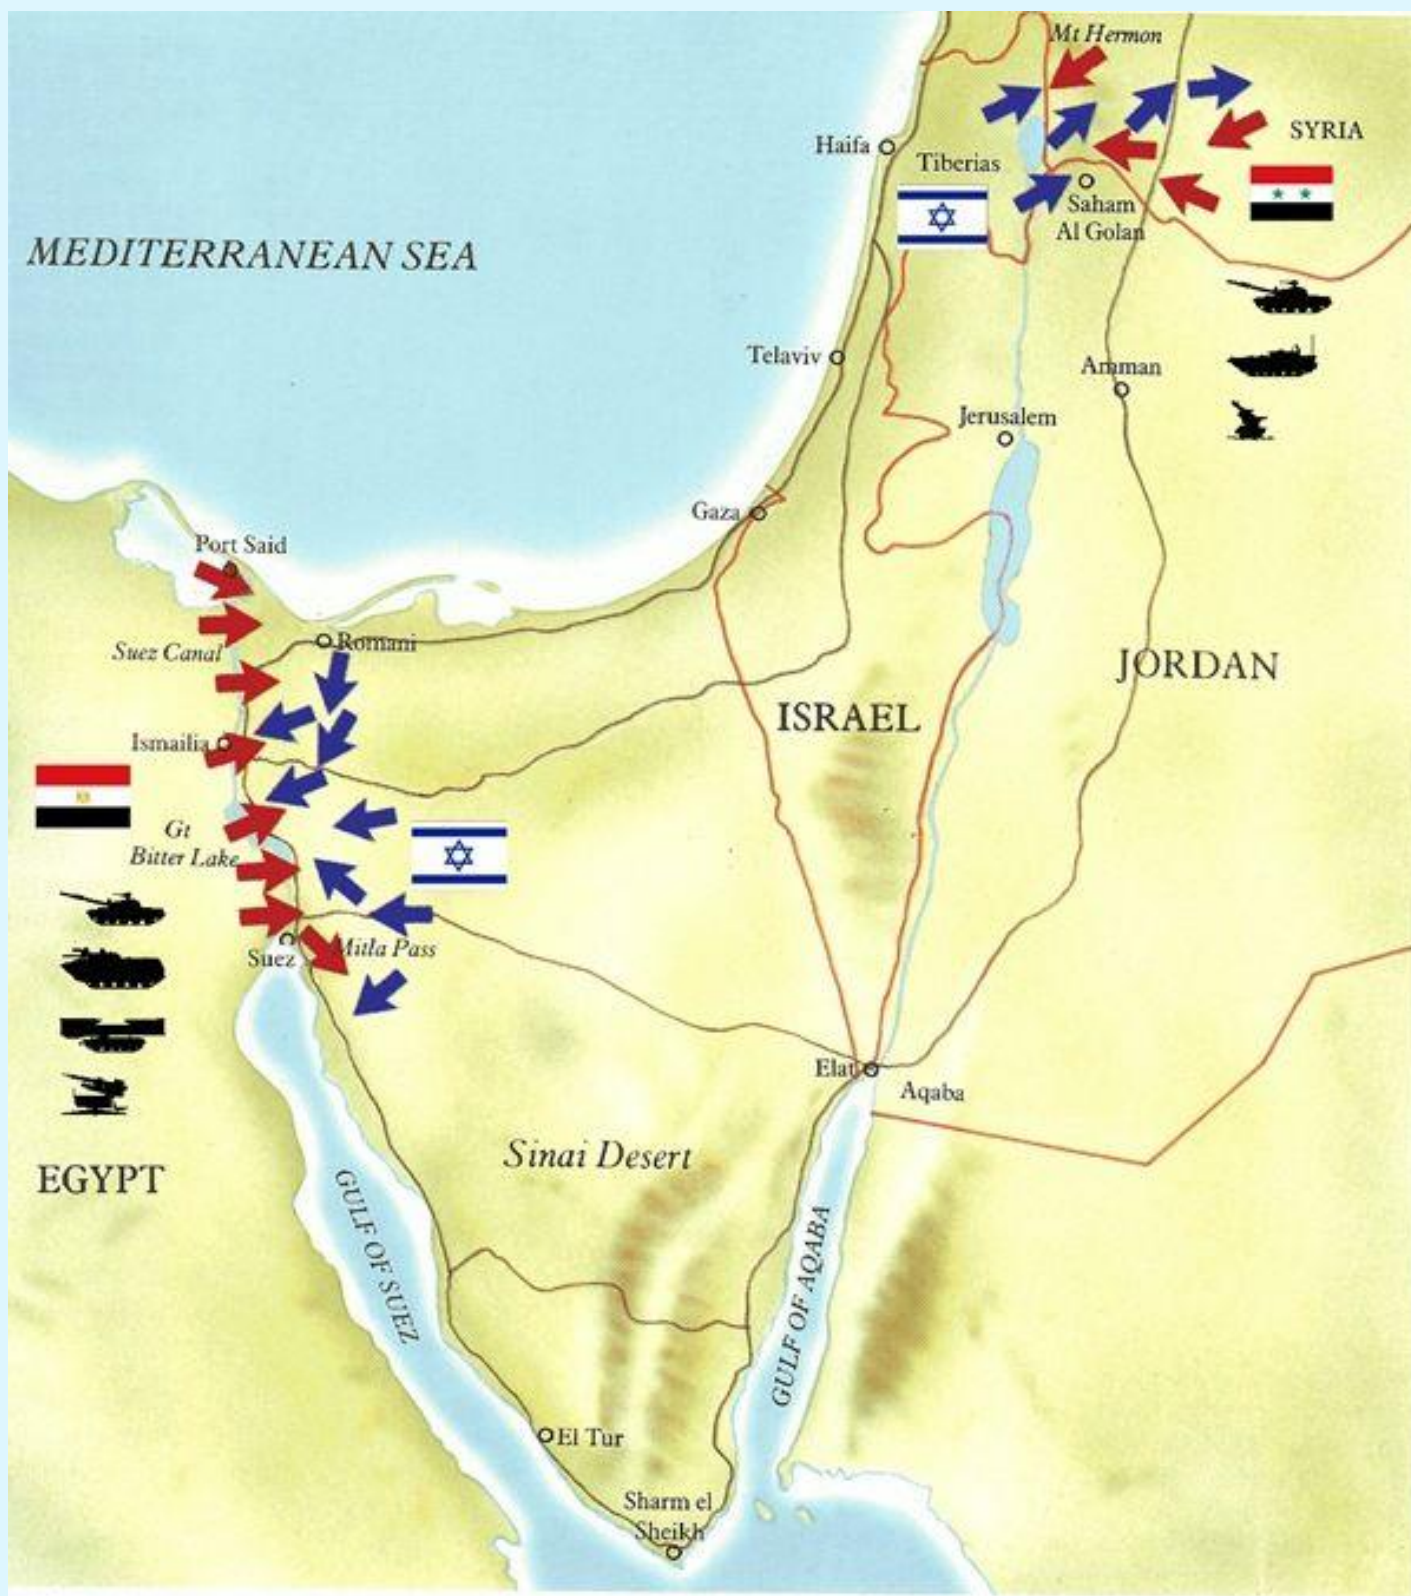 Mt Hermon
SYRIA
Haifa
Tiberias
Saham
Al Golan
MEDITERRANEAN SEA
Telaviv
Amman
Jerusalem
Gaza
Port Said
Romani
Suez Canal
JORDAN
ISRAEL
Ismailia
Gt
Bitter Lake
Mitla Pass
Suez
Elat
Aqaba
Sinai Desert
EGYPT
GULF OF SUEZ
GULF OF AQABA
El Tur
Sharm el
Sheikh